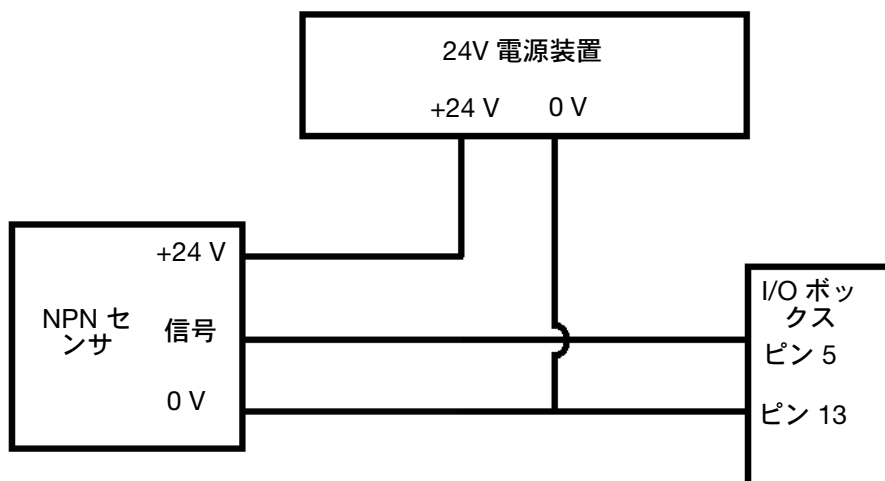 24V 電源装置
+24 V 0 V
+24 V
NPN セ
ンサ
信号
0 V
I/O ボッ
クス
ピン 5
ピン 13